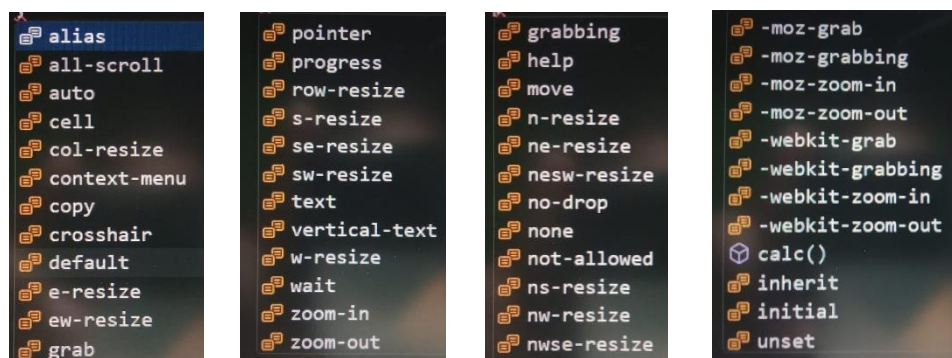 alias
all-scroll
auto
cell
col-resize
context-menu
copy
crosshair
default
e-resize
ew-resize
grab
pointer
progress
row-resize
s-resize
se-resize
sw-resize
text
vertical-text
w-resize
wait
zoom-in
zoom-out
grabbing
help
move
n-resize
ne-resize
nesw-resize
no-drop
none
not-allowed
ns-resize
nw-resize
nwse-resize
-moz-grab
-moz-grabbing
-moz-zoom-in
-moz-zoom-out
-webkit-grab
-webkit-grabbing
-webkit-zoom-in
-webkit-zoom-out
calc()
inherit
initial
unset